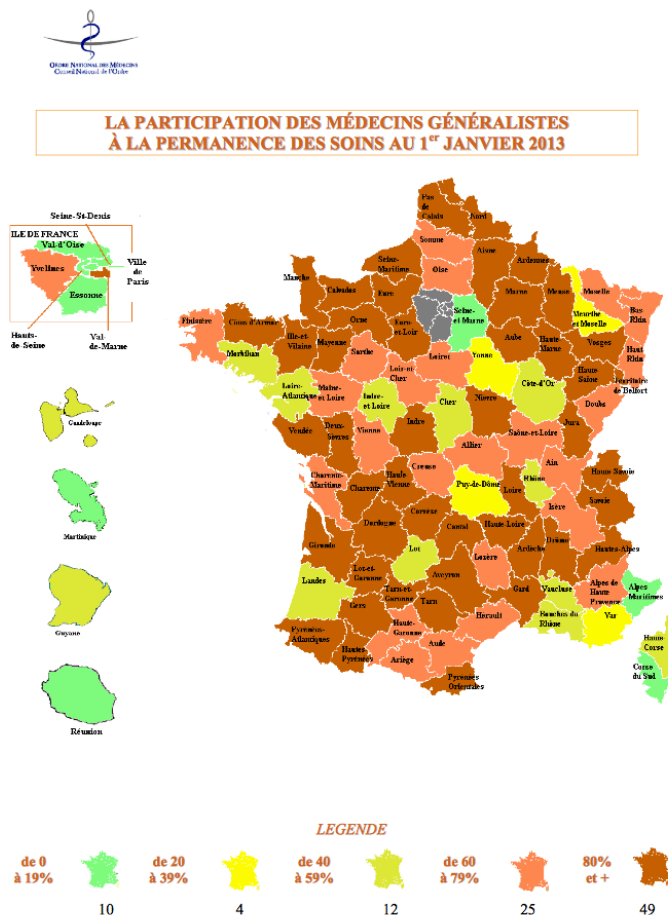 ORDRE NATIONAL DES MÉDECINS
Conseil National de l'Ordre
LA PARTICIPATION DES MÉDECINS GÉNÉRALISTES
À LA PERMANENCE DES SOINS AU 1er JANVIER 2013
Seine-St-Denis
ILE DE FRANCE
Val d'Oise
Yvelines
Ville
de
Paris
Essonne
Hauts-
de-Seine
Val-
de-Marne
Guadeloupe
Martinique
Guyane
Réunion
Pas
de
Calais
Nord
Somme
Aisne
Ardennes
Seine-
Maritime
Oise
Manche
Calvados
Eure
Marne
Meuse
Moselle
Meurthe
et Moselle
Bas
Rhin
Seine-
et Marne
Orne
Eure-
et-Loir
Finistère
Côtes d'Armor
Ille-et-
Vilaine
Mayenne
Aube
Haute-
Marne
Vosges
Haut
Rhin
Morbihan
Sarthe
Loiret
Yonne
Loir-et-
Cher
Côte-d'Or
Haute-
Saône
Territoire
de Belfort
Loire-
Atlantique
Maine-
et Loire
Indre-
et-Loire
Cher
Nièvre
Doubs
Vendée
Deux-
Sèvres
Vienne
Indre
Saône-et-Loire
Jura
Allier
Charente-
Maritime
Charente
Haute
Vienne
Creuse
Puy-de-Dôme
Loire
Rhône
Ain
Haute Savoie
Savoie
Isère
Corrèze
Dordogne
Cantal
Haute-Loire
Gironde
Lot
Lozère
Ardèche
Drôme
Hautes-Alpes
Lot-et-
Garonne
Aveyron
Landes
Tarn-et-
Garonne
Gers
Tarn
Gard
Vaucluse
Alpes de
Haute
Provence
Alpes
Maritimes
Bouches du
Rhône
Var
Hérault
Haute-
Garonne
Pyrénées-
Atlantiques
Hautes
Pyrénées
Ariège
Aude
Pyrénées
Orientales
Haute
Corse
Corse
du Sud
LEGENDE
de 0
à 19%
de 20
à 39%
de 40
à 59%
de 60
à 79%
80%
et +
10
4
12
25
49